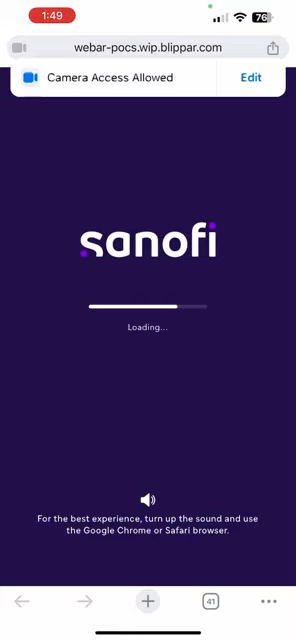 1:49
76
webar-pocs.wip.blippar.com
Camera Access Allowed
Edit
sanofi
Loading...
For the best experience, turn up the sound and use
the Google Chrome or Safari browser.
41